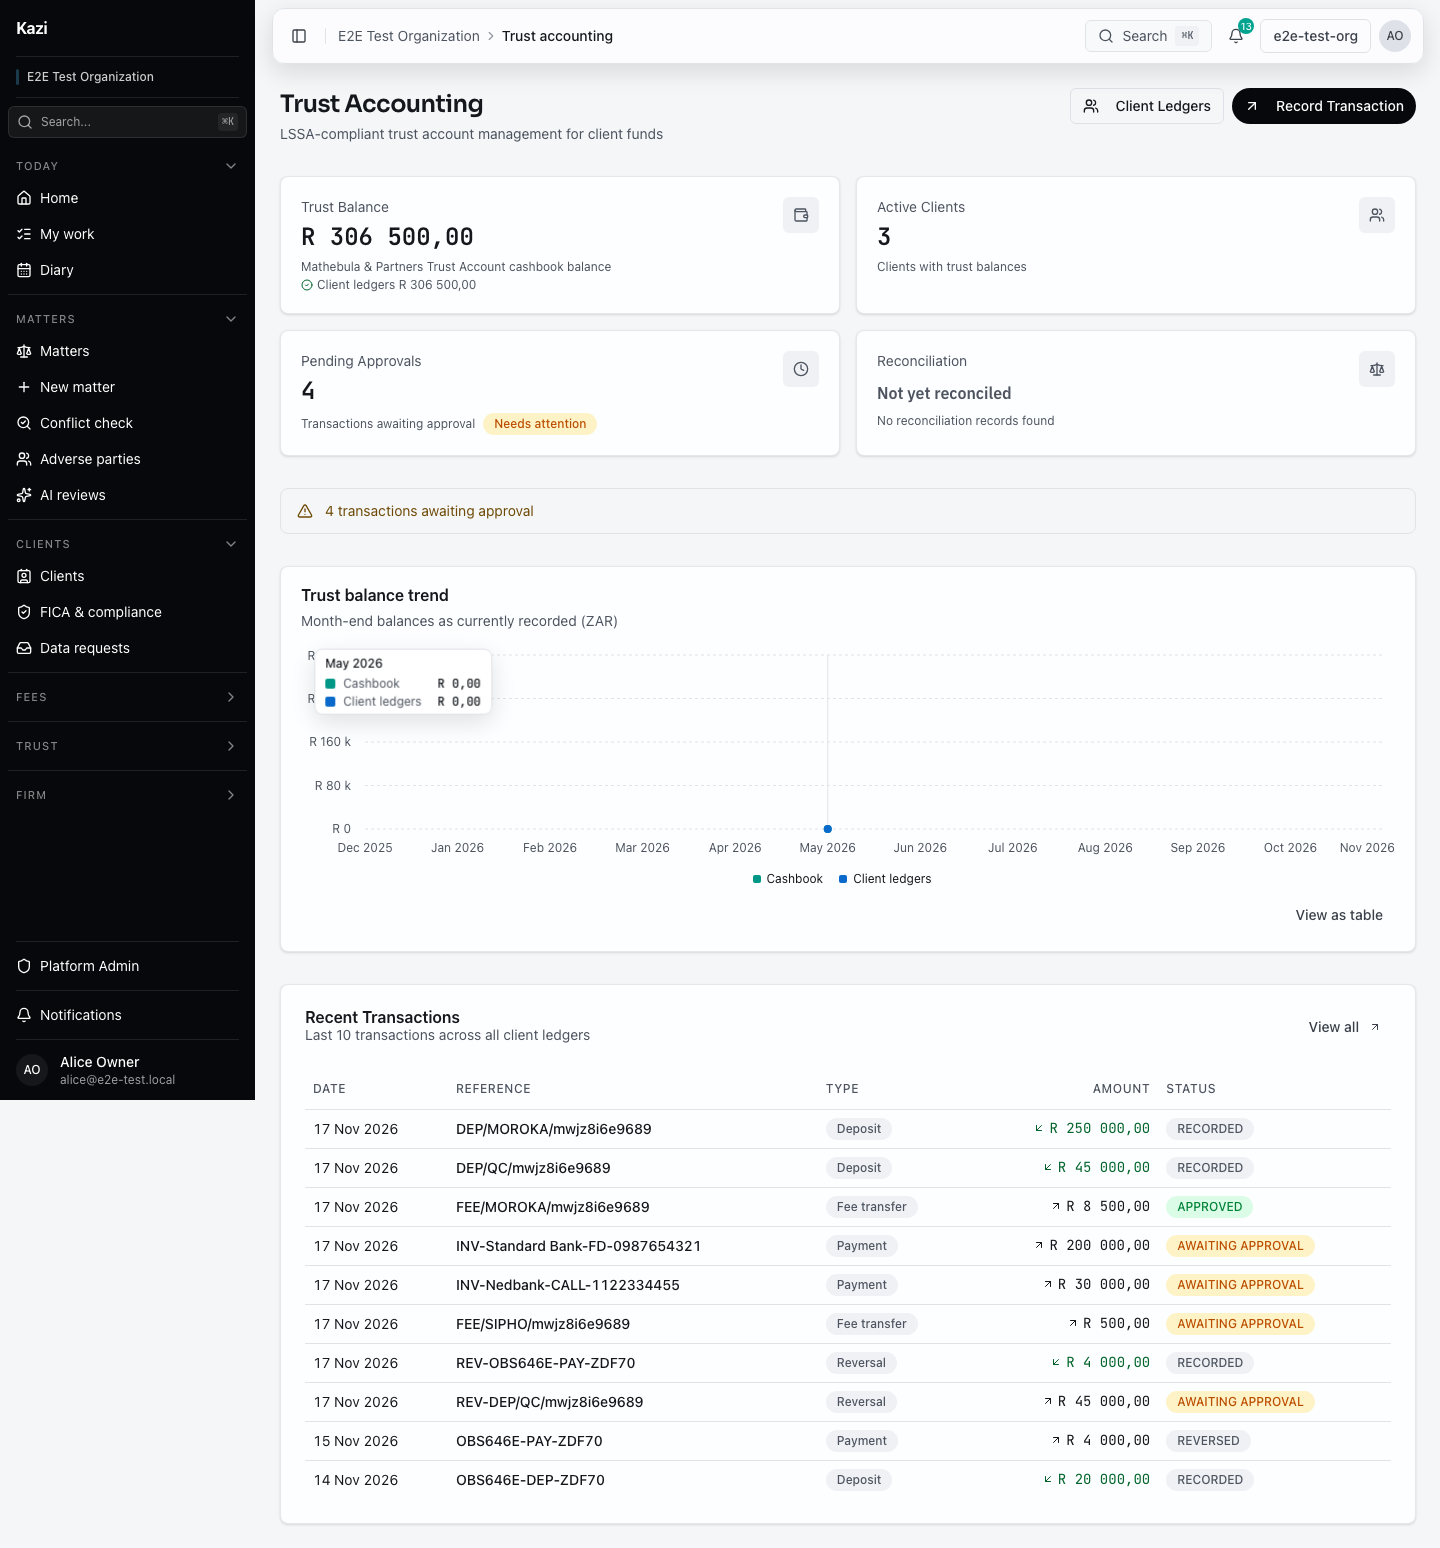 Kazi
E2E Test Organization
Search... ⌘K
TODAY
Home
My work
Diary
MATTERS
Matters
New matter
Conflict check
Adverse parties
AI reviews
CLIENTS
Clients
FICA & compliance
Data requests
FEES
TRUST
FIRM
Platform Admin
Notifications
AO Alice Owner
alice@e2e-test.local
E2E Test Organization > Trust accounting
Search ⌘K
13
e2e-test-org
AO
Trust Accounting
LSSA-compliant trust account management for client funds
Client Ledgers
Record Transaction
Trust Balance
R 306 500,00
Mathebula & Partners Trust Account cashbook balance
Client ledgers R 306 500,00
Active Clients
3
Clients with trust balances
Pending Approvals
4
Transactions awaiting approval Needs attention
Reconciliation
Not yet reconciled
No reconciliation records found
4 transactions awaiting approval
Trust balance trend
Month-end balances as currently recorded (ZAR)
May 2026
Cashbook R 0,00
Client ledgers R 0,00
R
R
R 160 k
R 80 k
R 0
Dec 2025 Jan 2026 Feb 2026 Mar 2026 Apr 2026 May 2026 Jun 2026 Jul 2026 Aug 2026 Sep 2026 Oct 2026 Nov 2026
Cashbook Client ledgers
View as table
Recent Transactions
Last 10 transactions across all client ledgers
View all
DATE REFERENCE TYPE AMOUNT STATUS
17 Nov 2026 DEP/MOROKA/mwjz8i6e9689 Deposit R 250 000,00 RECORDED
17 Nov 2026 DEP/QC/mwjz8i6e9689 Deposit R 45 000,00 RECORDED
17 Nov 2026 FEE/MOROKA/mwjz8i6e9689 Fee transfer R 8 500,00 APPROVED
17 Nov 2026 INV-Standard Bank-FD-0987654321 Payment R 200 000,00 AWAITING APPROVAL
17 Nov 2026 INV-Nedbank-CALL-1122334455 Payment R 30 000,00 AWAITING APPROVAL
17 Nov 2026 FEE/SIPHO/mwjz8i6e9689 Fee transfer R 500,00 AWAITING APPROVAL
17 Nov 2026 REV-OBS646E-PAY-ZDF70 Reversal R 4 000,00 RECORDED
17 Nov 2026 REV-DEP/QC/mwjz8i6e9689 Reversal R 45 000,00 AWAITING APPROVAL
15 Nov 2026 OBS646E-PAY-ZDF70 Payment R 4 000,00 REVERSED
14 Nov 2026 OBS646E-DEP-ZDF70 Deposit R 20 000,00 RECORDED